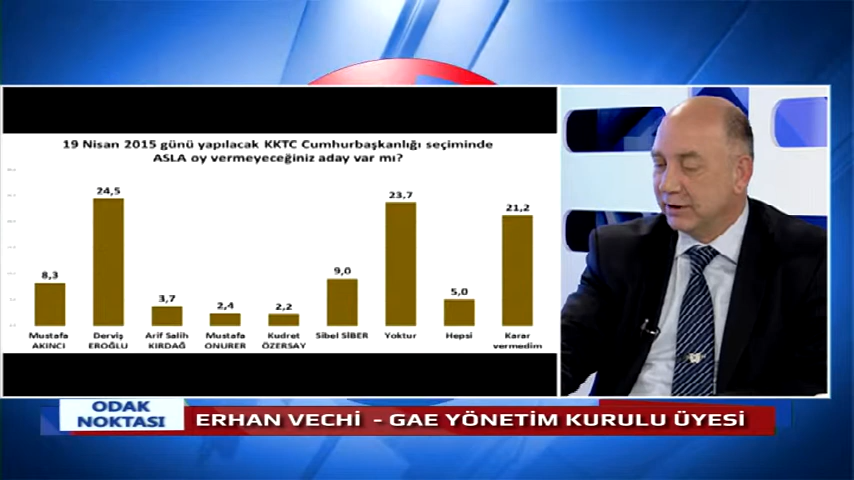 19 Nisan 2015 günü yapılacak KKTC Cumhurbaşkanlığı seçiminde
ASLA oy vermeyeceğiniz aday var mı?
8,3
24,5
3,7
2,4
2,2
9,0
23,7
5,0
21,2
Mustafa AKINCI
Derviş EROĞLU
Arif Salih KIRDAĞ
Mustafa ONURER
Kudret ÖZERSAY
Sibel SİBER
Yoktur
Hepsi
Karar vermedim
ODAK
NOKTASI
ERHAN VECHİ - GAE YÖNETİM KURULU ÜYESİ